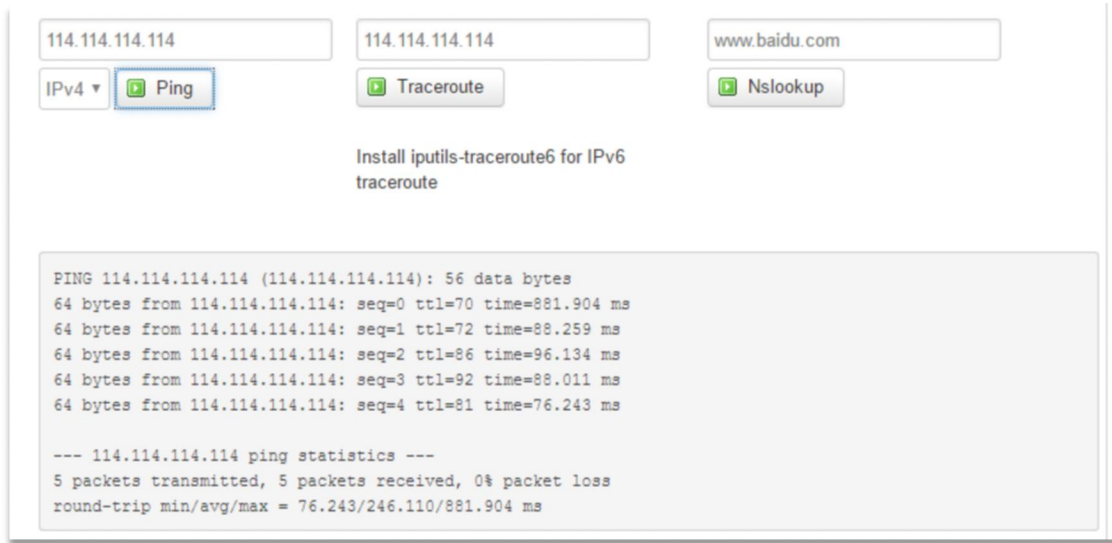 114.114.114.114
114.114.114.114
www.baidu.com
IPv4
Ping
Traceroute
Nslookup
Install iputils-traceroute6 for IPv6
traceroute
PING 114.114.114.114 (114.114.114.114): 56 data bytes
64 bytes from 114.114.114.114: seq=0 ttl=70 time=881.904 ms
64 bytes from 114.114.114.114: seq=1 ttl=72 time=88.259 ms
64 bytes from 114.114.114.114: seq=2 ttl=86 time=96.134 ms
64 bytes from 114.114.114.114: seq=3 ttl=92 time=88.011 ms
64 bytes from 114.114.114.114: seq=4 ttl=81 time=76.243 ms
--- 114.114.114.114 ping statistics ---
5 packets transmitted, 5 packets received, 0% packet loss
round-trip min/avg/max = 76.243/246.110/881.904 ms